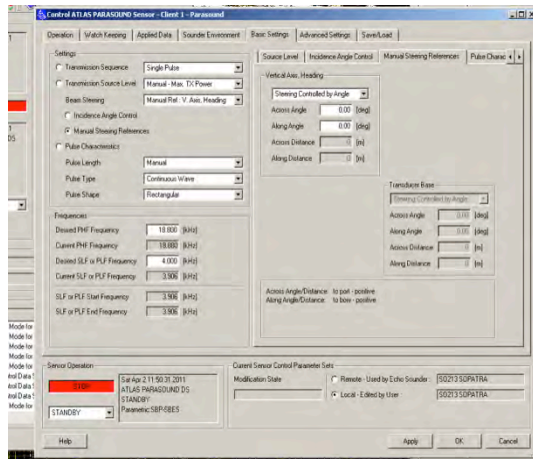 Control ATLAS PARASOUND Sensor - Client 1 - Parasound
Operation Watch Keeping Applied Data Sounder Environment Basic Settings Advanced Settings Save/Load
Settings
Transmission Sequence Single Pulse
Transmission Source Level Manual - Max. TX Power
Beam Steering Manual Ref.: V. Axis, Heading
Incidence Angle Control
Manual Steering References
Pulse Characteristics
Pulse Length Manual
Pulse Type Continuous Wave
Pulse Shape Rectangular
Frequencies
Desired PHF Frequency 18.800 [kHz]
Current PHF Frequency 18.800 [kHz]
Desired SLF or PLF Frequency 4.000 [kHz]
Current SLF or PLF Frequency 3.906 [kHz]
SLF or PLF Start Frequency 3.906 [kHz]
SLF or PLF End Frequency 3.906 [kHz]
Source Level Incidence Angle Control Manual Steering References Pulse Charac
Vertical Axis, Heading
Steering Controlled by Angle
Across Angle 0.00 [deg]
Along Angle 0.00 [deg]
Across Distance 0 [m]
Along Distance 0 [m]
Transducer Base
Steering Controlled by Angle
Across Angle 0.00 [deg]
Along Angle 0.00 [deg]
Across Distance 0 [m]
Along Distance 0 [m]
Across Angle/Distance: to port - positive
Along Angle/Distance: to bow - positive
Sensor Operation
STOP
STANDBY
Sat Apr 2 11:50:31 2011
ATLAS PARASOUND DS
STANDBY
Parametric:SBP-SBES
Current Sensor Control Parameter Sets
Modification State
Remote - Used by Echo Sounder : SO213 SOPATRA
Local - Edited by User : SO213 SOPATRA
Help Apply OK Cancel
1
1
DS
Mode for
Mode for
Mode for
Mode for
Mode for
Mode for